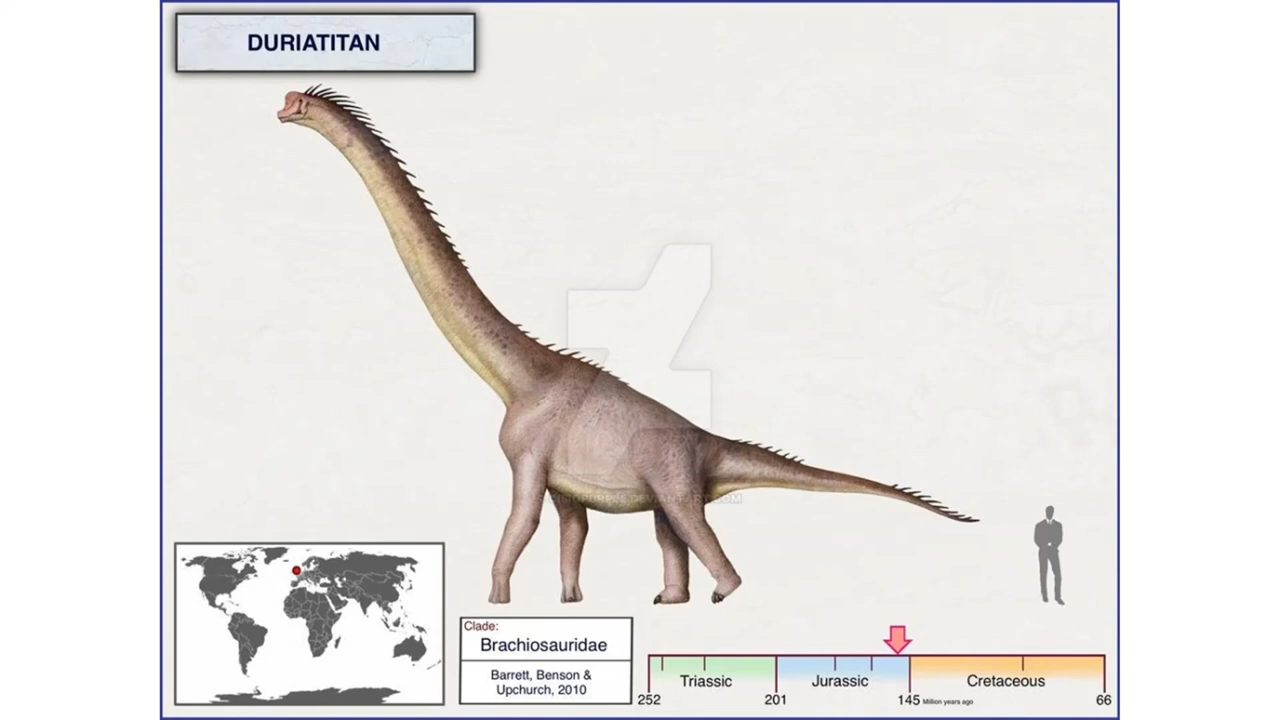 DURIATITAN
Clade:
Brachiosauridae
Barrett, Benson &
Upchurch, 2010
Triassic
Jurassic
Cretaceous
252
201
145 Million years ago
66